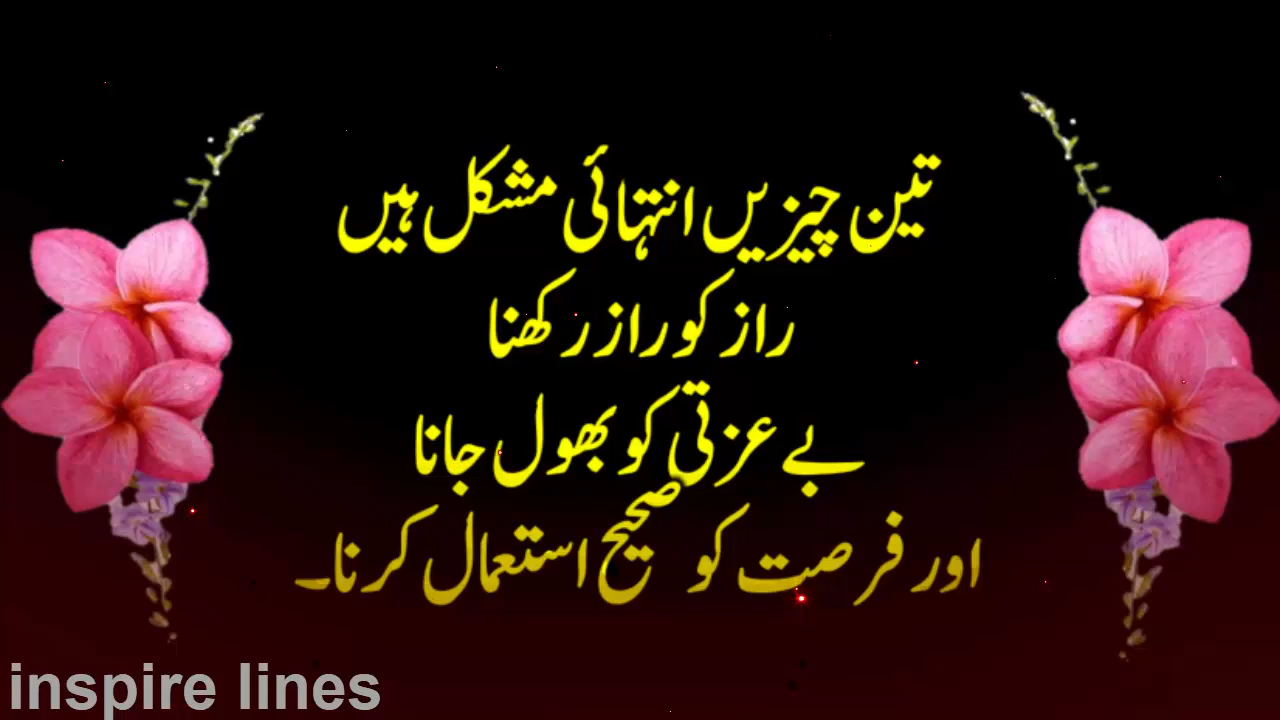 تین چیزیں انتہائی مشکل ہیں
راز کو راز رکھنا
بے عزتی کو بھول جانا
اور فرصت کو صحیح استعمال کرنا۔
inspire lines